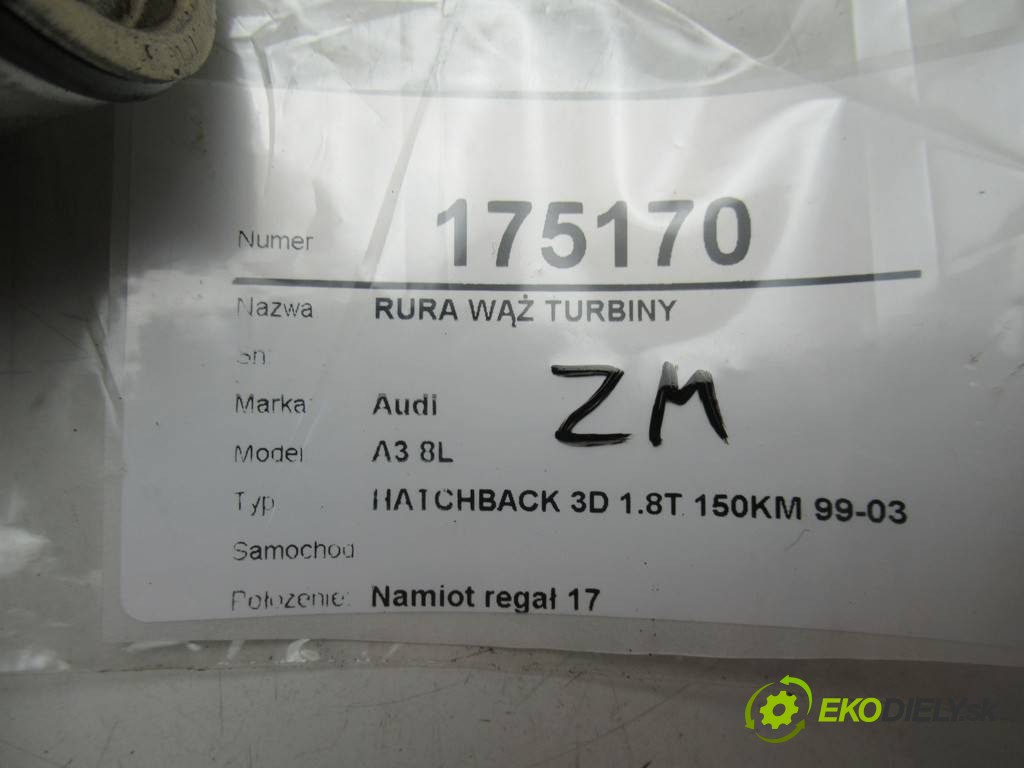 Numer 175170
Nazwa RURA WĄŻ TURBINY
Sn
ZM
Marka Audi
Model A3 8L
Typ HATCHBACK 3D 1.8T 150KM 99-03
Samochod
Położenie: Namiot regał 17
EKODIELY.sk